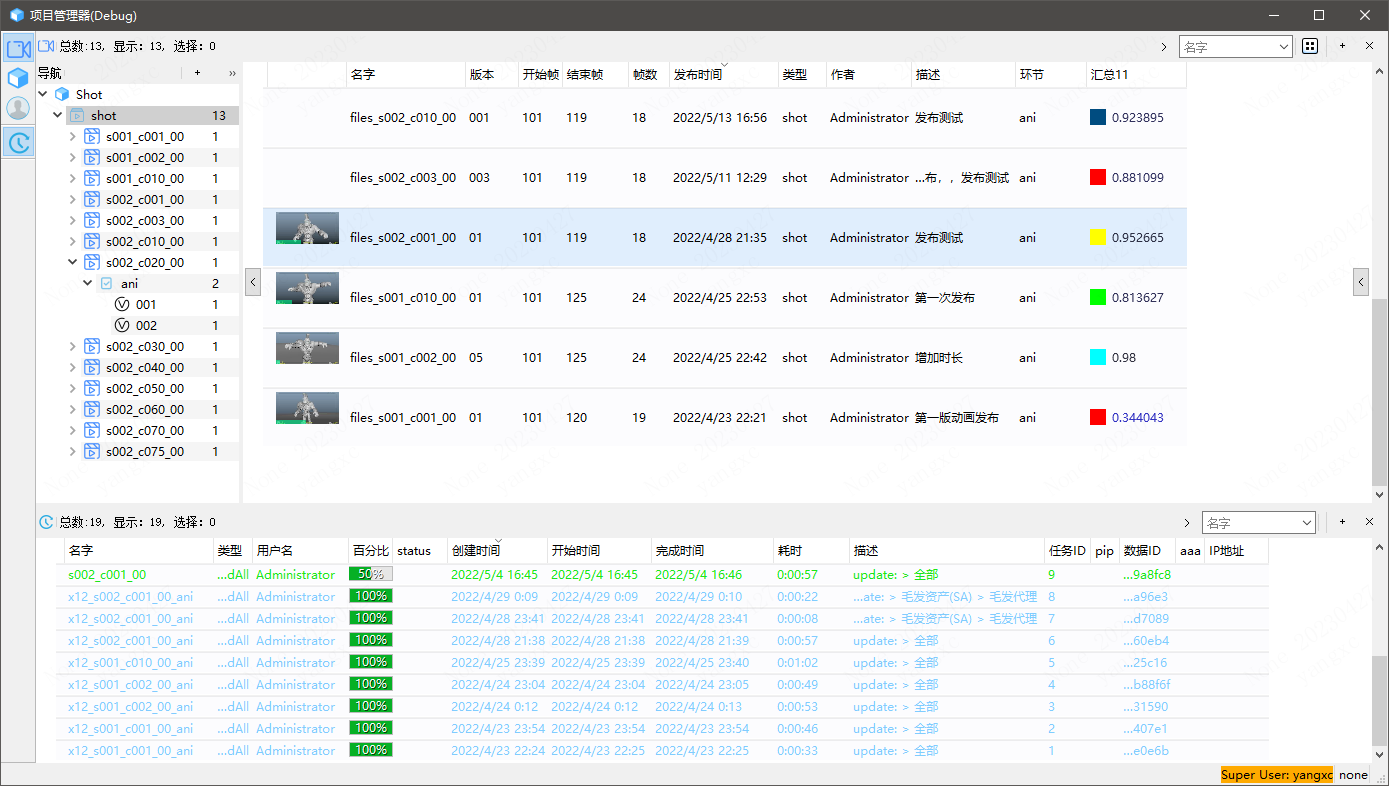 项目管理器(Debug)
总数:13, 显示: 13, 选择: 0
名字
导航
Shot
shot 13
s001_c001_00 1
s001_c002_00 1
s001_c010_00 1
s002_c001_00 1
s002_c003_00 1
s002_c010_00 1
s002_c020_00 1
ani 2
001 1
002 1
s002_c030_00 1
s002_c040_00 1
s002_c050_00 1
s002_c060_00 1
s002_c070_00 1
s002_c075_00 1
名字 版本 开始帧 结束帧 帧数 发布时间 类型 作者 描述 环节 汇总11
files_s002_c010_00 001 101 119 18 2022/5/13 16:56 shot Administrator 发布测试 ani 0.923895
files_s002_c003_00 003 101 119 18 2022/5/11 12:29 shot Administrator ...布，，发布测试 ani 0.881099
files_s002_c001_00 01 101 119 18 2022/4/28 21:35 shot Administrator 发布测试 ani 0.952665
files_s001_c010_00 01 101 125 24 2022/4/25 22:53 shot Administrator 第一次发布 ani 0.813627
files_s001_c002_00 05 101 125 24 2022/4/25 22:42 shot Administrator 增加时长 ani 0.98
files_s001_c001_00 01 101 120 19 2022/4/23 22:21 shot Administrator 第一版动画发布 ani 0.344043
总数:19, 显示: 19, 选择: 0
名字
名字 类型 用户名 百分比 status 创建时间 开始时间 完成时间 耗时 描述 任务ID pip 数据ID aaa IP地址
s002_c001_00 ...dAll Administrator 50% 2022/5/4 16:45 2022/5/4 16:45 2022/5/4 16:46 0:00:57 update: > 全部 9 ...9a8fc8
x12_s002_c001_00_ani ...dAll Administrator 100% 2022/4/29 0:09 2022/4/29 0:09 2022/4/29 0:10 0:00:22 ...ate: > 毛发资产(SA) > 毛发代理 8 ...a96e3
x12_s002_c001_00_ani ...dAll Administrator 100% 2022/4/28 23:41 2022/4/28 23:41 2022/4/28 23:41 0:00:08 ...ate: > 毛发资产(SA) > 毛发代理 7 ...d7089
x12_s002_c001_00_ani ...dAll Administrator 100% 2022/4/28 21:38 2022/4/28 21:38 2022/4/28 21:39 0:00:57 update: > 全部 6 ...60eb4
x12_s001_c010_00_ani ...dAll Administrator 100% 2022/4/25 23:39 2022/4/25 23:39 2022/4/25 23:40 0:01:02 update: > 全部 5 ...25c16
x12_s001_c002_00_ani ...dAll Administrator 100% 2022/4/24 23:04 2022/4/24 23:04 2022/4/24 23:05 0:00:49 update: > 全部 4 ...b88f6f
x12_s001_c002_00_ani ...dAll Administrator 100% 2022/4/24 0:12 2022/4/24 0:12 2022/4/24 0:13 0:00:53 update: > 全部 3 ...31590
x12_s001_c001_00_ani ...dAll Administrator 100% 2022/4/23 23:54 2022/4/23 23:54 2022/4/23 23:54 0:00:46 update: > 全部 2 ...407e1
x12_s001_c001_00_ani ...dAll Administrator 100% 2022/4/23 22:24 2022/4/23 22:25 2022/4/23 22:25 0:00:33 update: > 全部 1 ...e0e6b
Super User: yangxc none